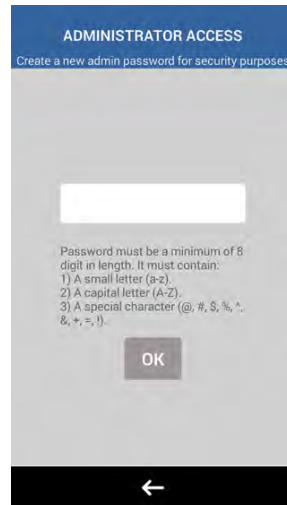 ADMINISTRATOR ACCESS
Create a new admin password for security purposes
Password must be a minimum of 8
digit in length. It must contain:
1) A small letter (a-z).
2) A capital letter (A-Z).
3) A special character (@, #, $, %, ^,
&, +, =, !).
OK